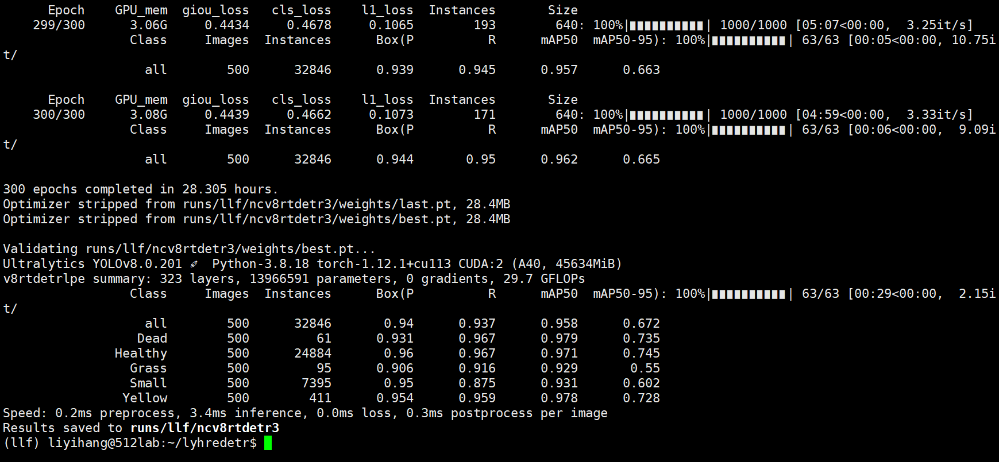 Epoch GPU_mem giou_loss cls_loss l1_loss Instances Size
299/300 3.06G 0.4434 0.4678 0.1065 193 640: 100%|██████████| 1000/1000 [05:07<00:00, 3.25it/s]
Class Images Instances Box(P R mAP50 mAP50-95): 100%|██████████| 63/63 [00:05<00:00, 10.75i
t/
all 500 32846 0.939 0.945 0.957 0.663
Epoch GPU_mem giou_loss cls_loss l1_loss Instances Size
300/300 3.08G 0.4439 0.4662 0.1073 171 640: 100%|██████████| 1000/1000 [04:59<00:00, 3.33it/s]
Class Images Instances Box(P R mAP50 mAP50-95): 100%|██████████| 63/63 [00:06<00:00, 9.09i
t/
all 500 32846 0.944 0.95 0.962 0.665
300 epochs completed in 28.305 hours.
Optimizer stripped from runs/llf/ncv8rtdetr3/weights/last.pt, 28.4MB
Optimizer stripped from runs/llf/ncv8rtdetr3/weights/best.pt, 28.4MB
Validating runs/llf/ncv8rtdetr3/weights/best.pt...
Ultralytics YOLOv8.0.201 🚀 Python-3.8.18 torch-1.12.1+cu113 CUDA:2 (A40, 45634MiB)
v8rtdetrlpe summary: 323 layers, 13966591 parameters, 0 gradients, 29.7 GFLOPs
Class Images Instances Box(P R mAP50 mAP50-95): 100%|██████████| 63/63 [00:29<00:00, 2.15i
t/
all 500 32846 0.94 0.937 0.958 0.672
Dead 500 61 0.931 0.967 0.979 0.735
Healthy 500 24884 0.96 0.967 0.971 0.745
Grass 500 95 0.906 0.916 0.929 0.55
Small 500 7395 0.95 0.875 0.931 0.602
Yellow 500 411 0.954 0.959 0.978 0.728
Speed: 0.2ms preprocess, 3.4ms inference, 0.0ms loss, 0.3ms postprocess per image
Results saved to runs/llf/ncv8rtdetr3
(llf) liyihang@512lab:~/lyhredetr$